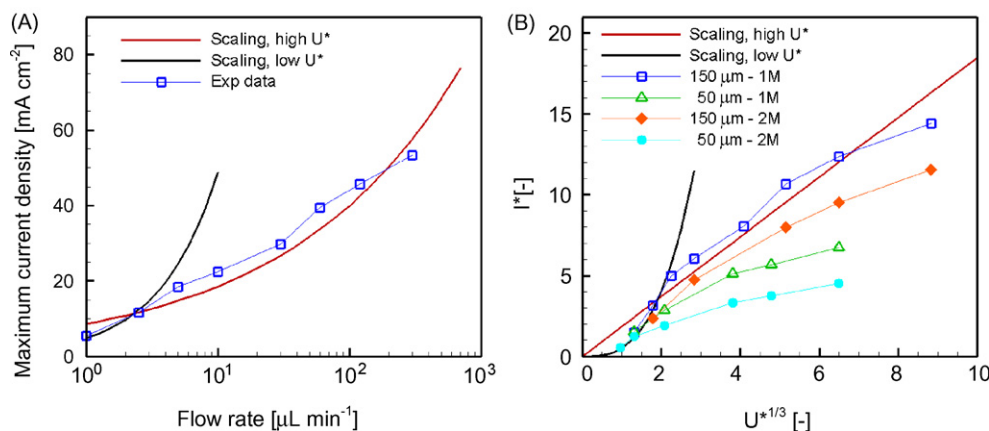 (A)
Maximum current density [mA cm⁻²]
80
60
40
20
0
Scaling, high U*
Scaling, low U*
Exp data
10⁰
10¹
10²
10³
Flow rate [μL min⁻¹]
(B)
I*[-]
20
15
10
5
0
Scaling, high U*
Scaling, low U*
150 μm - 1M
50 μm - 1M
150 μm - 2M
50 μm - 2M
0 2 4 6 8 10
U*¹ᐟ³ [-]